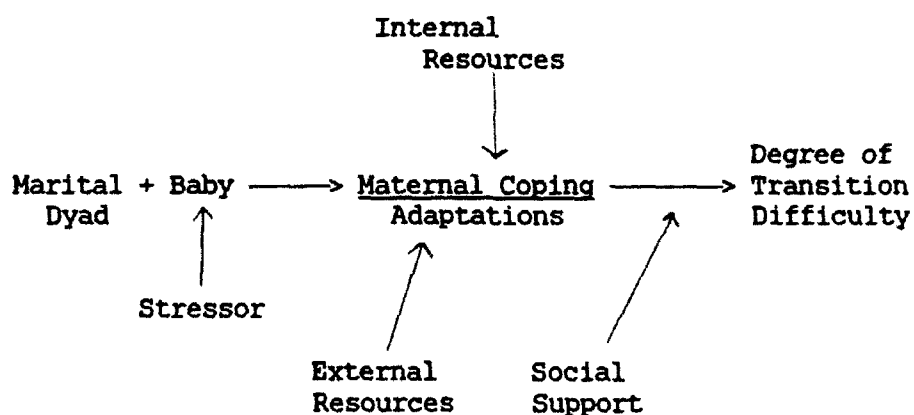 Internal
Resources
Degree of
Marital + Baby Maternal Coping Transition
Dyad Adaptations Difficulty
Stressor
External Social
Resources Support